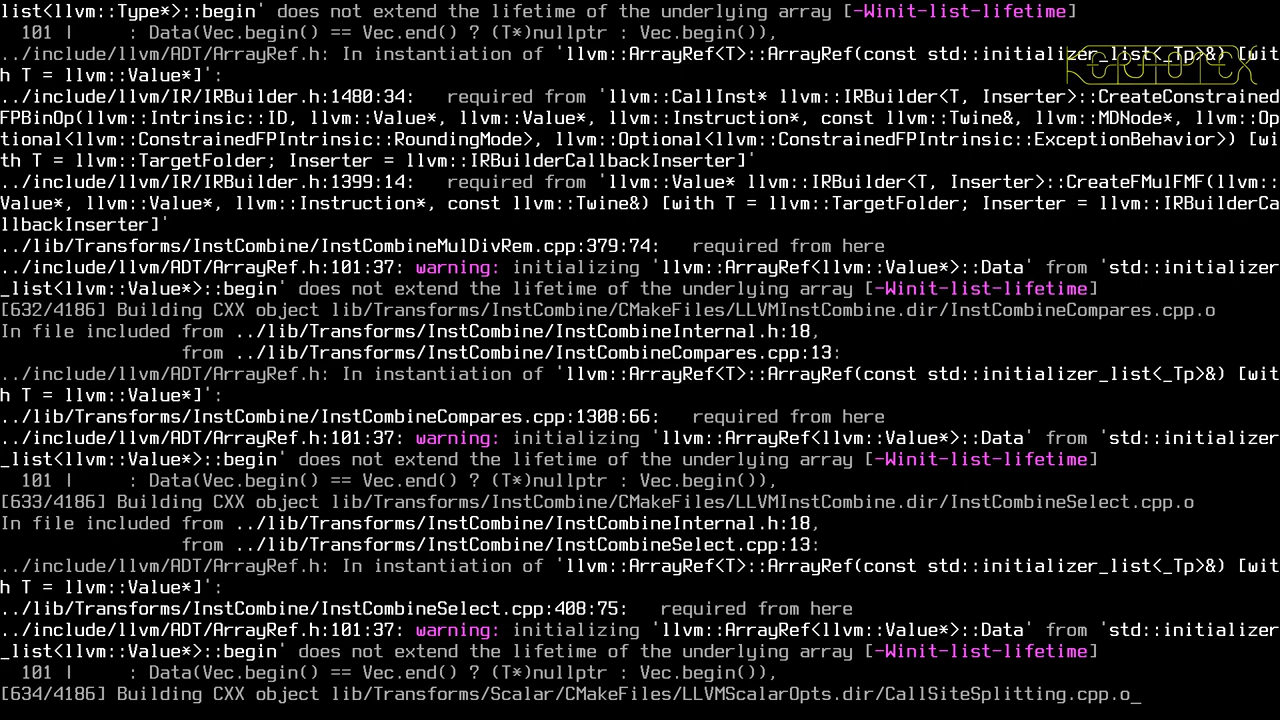 list<llvm::Type*>::begin' does not extend the lifetime of the underlying array [-Winit-list-lifetime]
  101 |      : Data(Vec.begin() == Vec.end() ? (T*)nullptr : Vec.begin()),
../include/llvm/ADT/ArrayRef.h: In instantiation of 'llvm::ArrayRef<T>::ArrayRef(const std::initializer_list<_Tp>&) [wit
h T = llvm::Value*]':
../include/llvm/IR/IRBuilder.h:1480:34:   required from 'llvm::CallInst* llvm::IRBuilder<T, Inserter>::CreateConstrained
FPBinOp(llvm::Intrinsic::ID, llvm::Value*, llvm::Value*, llvm::Instruction*, const llvm::Twine&, llvm::MDNode*, llvm::Op
tional<llvm::ConstrainedFPIntrinsic::RoundingMode>, llvm::Optional<llvm::ConstrainedFPIntrinsic::ExceptionBehavior>) [wi
th T = llvm::TargetFolder; Inserter = llvm::IRBuilderCallbackInserter]'
../include/llvm/IR/IRBuilder.h:1399:14:   required from 'llvm::Value* llvm::IRBuilder<T, Inserter>::CreateFMulFMF(llvm::
Value*, llvm::Value*, llvm::Instruction*, const llvm::Twine&) [with T = llvm::TargetFolder; Inserter = llvm::IRBuilderCa
llbackInserter]'
../lib/Transforms/InstCombine/InstCombineMulDivRem.cpp:379:74:   required from here
../include/llvm/ADT/ArrayRef.h:101:37: warning: initializing 'llvm::ArrayRef<llvm::Value*>::Data' from 'std::initializer
_list<llvm::Value*>::begin' does not extend the lifetime of the underlying array [-Winit-list-lifetime]
[632/4186] Building CXX object lib/Transforms/InstCombine/CMakeFiles/LLVMInstCombine.dir/InstCombineCompares.cpp.o
In file included from ../lib/Transforms/InstCombine/InstCombineInternal.h:18,
                 from ../lib/Transforms/InstCombine/InstCombineCompares.cpp:13:
../include/llvm/ADT/ArrayRef.h: In instantiation of 'llvm::ArrayRef<T>::ArrayRef(const std::initializer_list<_Tp>&) [wit
h T = llvm::Value*]':
../lib/Transforms/InstCombine/InstCombineCompares.cpp:1308:66:   required from here
../include/llvm/ADT/ArrayRef.h:101:37: warning: initializing 'llvm::ArrayRef<llvm::Value*>::Data' from 'std::initializer
_list<llvm::Value*>::begin' does not extend the lifetime of the underlying array [-Winit-list-lifetime]
  101 |      : Data(Vec.begin() == Vec.end() ? (T*)nullptr : Vec.begin()),
[633/4186] Building CXX object lib/Transforms/InstCombine/CMakeFiles/LLVMInstCombine.dir/InstCombineSelect.cpp.o
In file included from ../lib/Transforms/InstCombine/InstCombineInternal.h:18,
                 from ../lib/Transforms/InstCombine/InstCombineSelect.cpp:13:
../include/llvm/ADT/ArrayRef.h: In instantiation of 'llvm::ArrayRef<T>::ArrayRef(const std::initializer_list<_Tp>&) [wit
h T = llvm::Value*]':
../lib/Transforms/InstCombine/InstCombineSelect.cpp:408:75:   required from here
../include/llvm/ADT/ArrayRef.h:101:37: warning: initializing 'llvm::ArrayRef<llvm::Value*>::Data' from 'std::initializer
_list<llvm::Value*>::begin' does not extend the lifetime of the underlying array [-Winit-list-lifetime]
  101 |      : Data(Vec.begin() == Vec.end() ? (T*)nullptr : Vec.begin()),
[634/4186] Building CXX object lib/Transforms/Scalar/CMakeFiles/LLVMScalarOpts.dir/CallSiteSplitting.cpp.o_